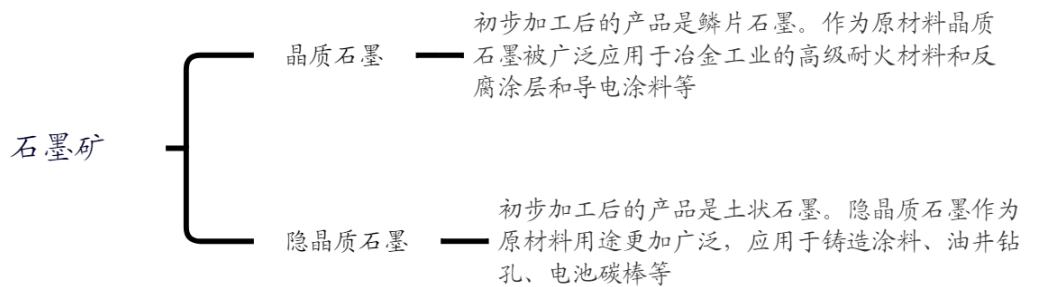 石墨矿
晶质石墨
初步加工后的产品是鳞片石墨。作为原材料晶质
石墨被广泛应用于冶金工业的高级耐火材料和反
腐涂层和导电涂料等
隐晶质石墨
初步加工后的产品是土状石墨。隐晶质石墨作为
原材料用途更加广泛，应用于铸造涂料、油井钻
孔、电池碳棒等